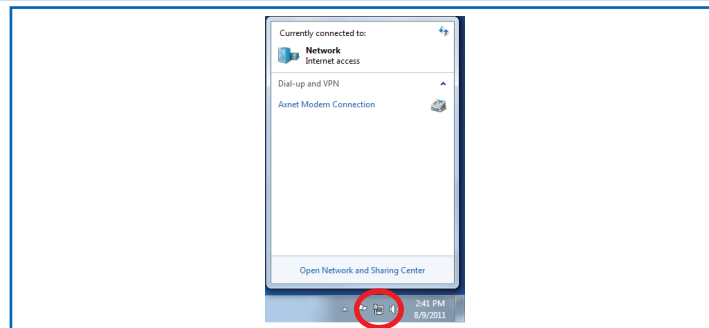 Currently connected to:
Network
Internet access
Dial-up and VPN
Axnet Modem Connection
Open Network and Sharing Center
2:41 PM
8/9/2011